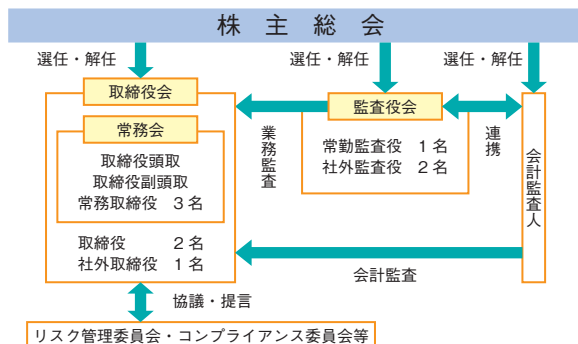 株主総会
選任・解任
選任・解任
選任・解任
取締役会
常務会
取締役頭取
取締役副頭取
常務取締役 3名
取締役 2名
社外取締役 1名
業務監査
監査役会
常勤監査役 1名
社外監査役 2名
連携
会計監査人
会計監査
協議・提言
リスク管理委員会・コンプライアンス委員会等